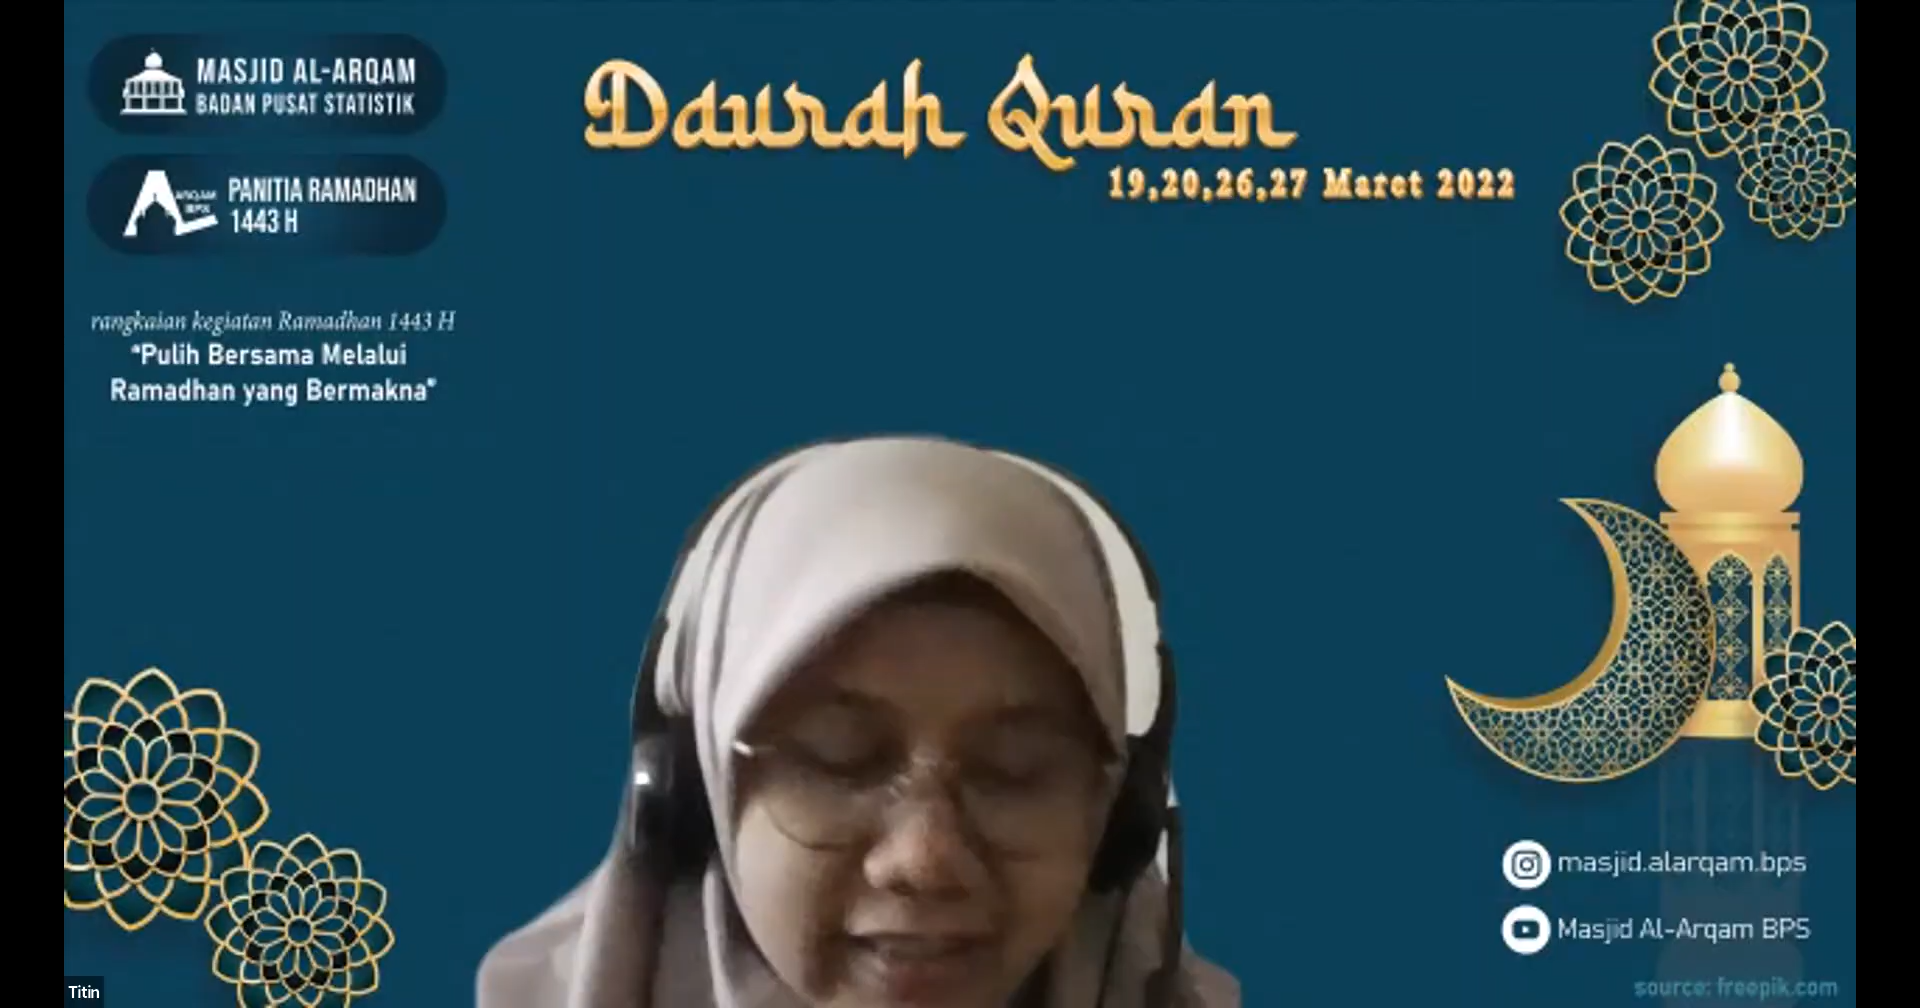 MASJID AL-ARQAM
BADAN PUSAT STATISTIK
Daurah Quran
19,20,26,27 Maret 2022
ARQAM
BPS
PANITIA RAMADHAN
1443 H
rangkaian kegiatan Ramadhan 1443 H
"Pulih Bersama Melalui
Ramadhan yang Bermakna"
masjid.alarqam.bps
Masjid Al-Arqam BPS
source: freepik.com
Titin